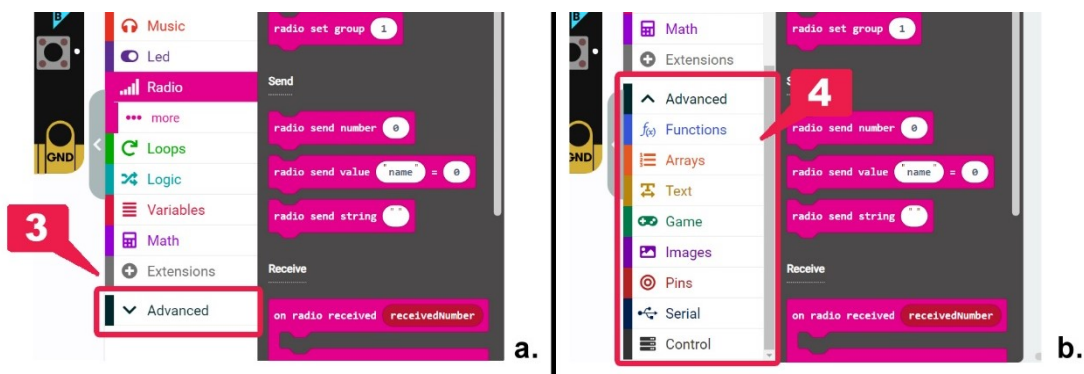 B
GND
Music
Led
Radio
more
Loops
Logic
Variables
Math
Extensions
Advanced
3
radio set group 1
Send
radio send number 0
radio send value "name" = 0
radio send string " "
Receive
on radio received receivedNumber
a.
B
ND
Math
Extensions
Advanced
f(x) Functions
Arrays
Text
Game
Images
Pins
Serial
Control
4
radio set group 1
S
radio send number 0
radio send value "name" = 0
radio send string " "
Receive
on radio received receivedNumber
b.